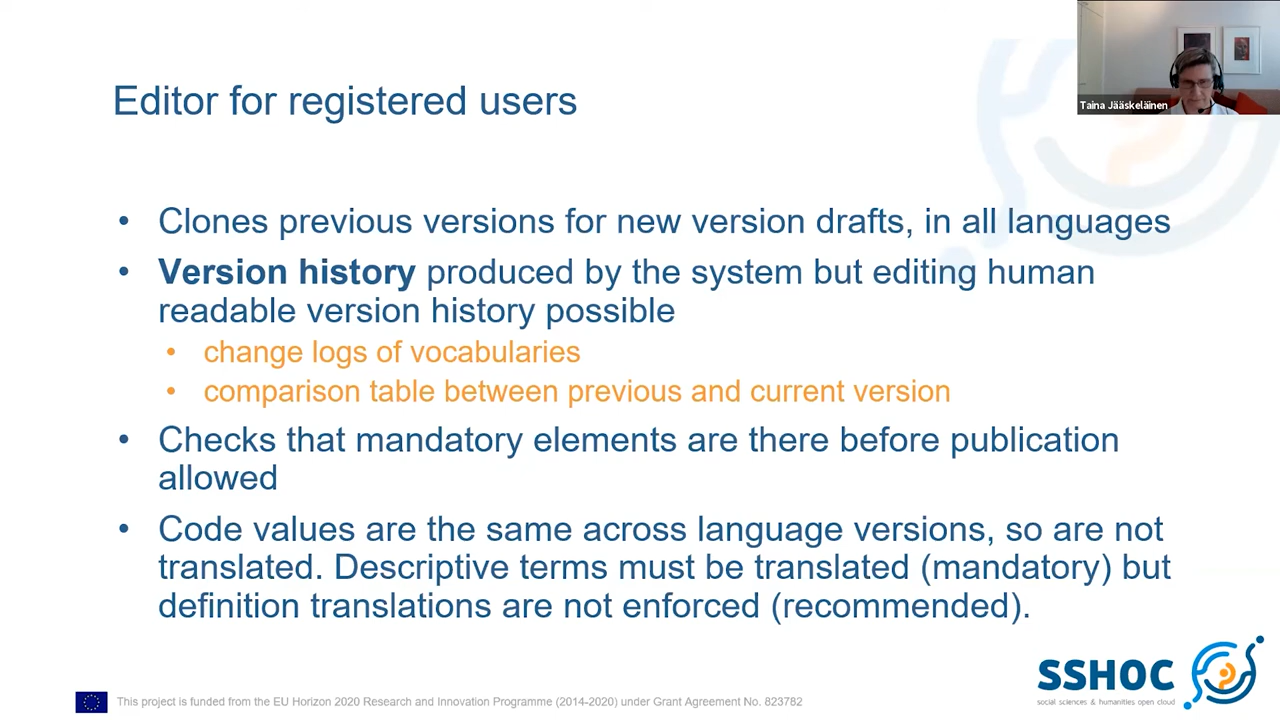 Editor for registered users
Taina Jääskeläinen
• Clones previous versions for new version drafts, in all languages
• Version history produced by the system but editing human
readable version history possible
• change logs of vocabularies
• comparison table between previous and current version
• Checks that mandatory elements are there before publication
allowed
• Code values are the same across language versions, so are not
translated. Descriptive terms must be translated (mandatory) but
definition translations are not enforced (recommended).
SSHOC
social sciences & humanities open cloud
This project is funded from the EU Horizon 2020 Research and Innovation Programme (2014-2020) under Grant Agreement No. 823782